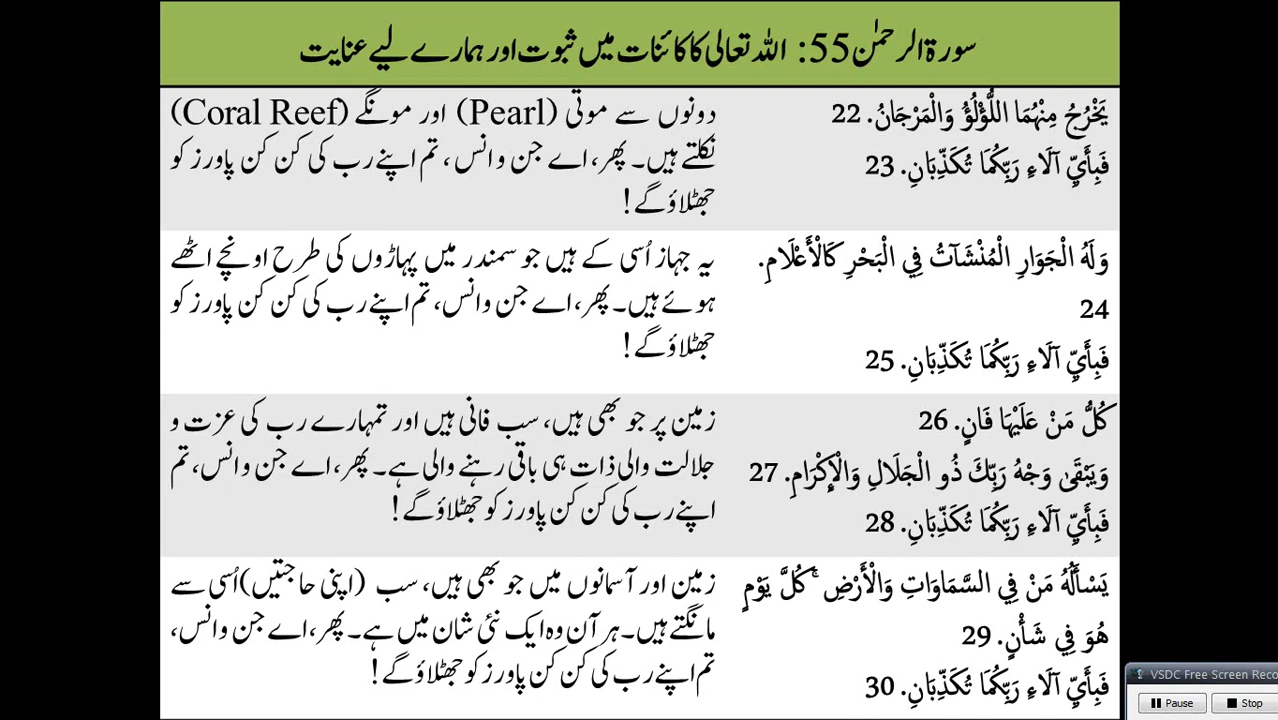 سورۃ الرحمٰن 55: اللہ تعالی کا کائنات میں ثبوت اور ہمارے لیے عنایت
يَخْرُجُ مِنْهُمَا اللُّؤْلُؤُ وَالْمَرْجَانُ. 22
فَبِأَيِّ آلَاءِ رَبِّكُمَا تُكَذِّبَانِ. 23
دونوں سے موتی (Pearl) اور مونگے (Coral Reef)
نکلتے ہیں۔ پھر، اے جن و انس، تم اپنے رب کی کن کن پاورز کو
جھٹلاؤ گے!
وَلَهُ الْجَوَارِ الْمُنْشَآتُ فِي الْبَحْرِ كَالْأَعْلَامِ.
24
فَبِأَيِّ آلَاءِ رَبِّكُمَا تُكَذِّبَانِ. 25
یہ جہاز اُسی کے ہیں جو سمندر میں پہاڑوں کی طرح اونچے اٹھے
ہوئے ہیں۔ پھر، اے جن و انس، تم اپنے رب کی کن کن پاورز کو
جھٹلاؤ گے!
كُلُّ مَنْ عَلَيْهَا فَانٍ. 26
وَيَبْقَىٰ وَجْهُ رَبِّكَ ذُو الْجَلَالِ وَالْإِكْرَامِ. 27
فَبِأَيِّ آلَاءِ رَبِّكُمَا تُكَذِّبَانِ. 28
زمین پر جو بھی ہیں، سب فانی ہیں اور تمہارے رب کی عزت و
جلالت والی ذات ہی باقی رہنے والی ہے۔ پھر، اے جن و انس، تم
اپنے رب کی کن کن پاورز کو جھٹلاؤ گے!
يَسْأَلُهُ مَنْ فِي السَّمَاوَاتِ وَالْأَرْضِ ۚ كُلَّ يَوْمٍ
هُوَ فِي شَأْنٍ. 29
فَبِأَيِّ آلَاءِ رَبِّكُمَا تُكَذِّبَانِ. 30
زمین اور آسمانوں میں جو بھی ہیں، سب (اپنی حاجتیں) اُسی سے
مانگتے ہیں۔ ہر آن وہ ایک نئی شان میں ہے۔ پھر، اے جن و انس،
تم اپنے رب کی کن کن پاورز کو جھٹلاؤ گے!
VSDC Free Screen Reco
Pause
Stop